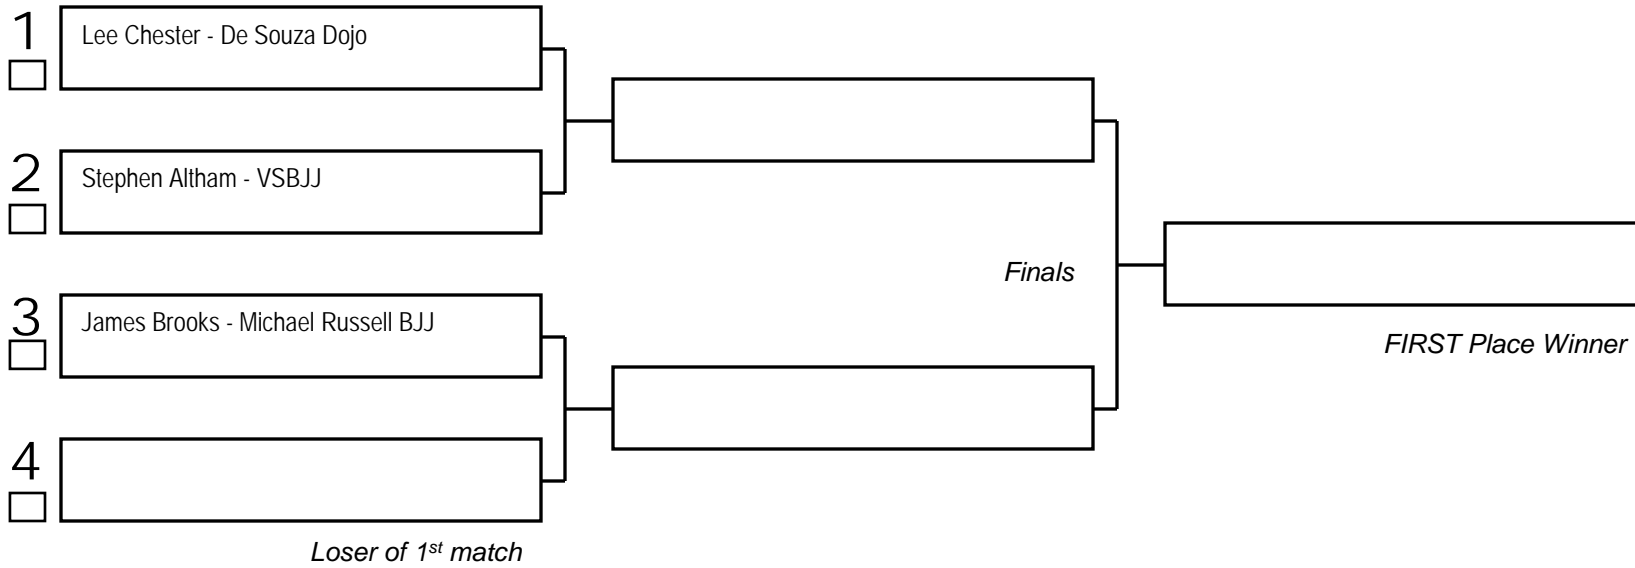 1
Lee Chester - De Souza Dojo
2
Stephen Altham - VSBJJ
Finals
3
James Brooks - Michael Russell BJJ
FIRST Place Winner
4
Loser of 1st match